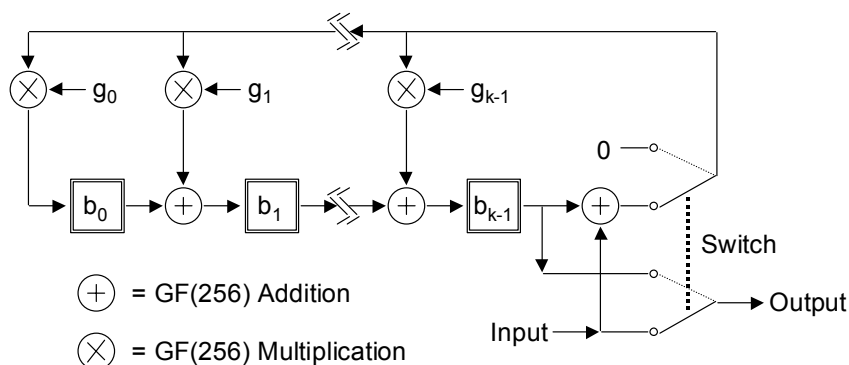 g₀
g₁
gₖ₋₁
0
b₀
b₁
bₖ₋₁
Switch
= GF(256) Addition
Output
Input
= GF(256) Multiplication